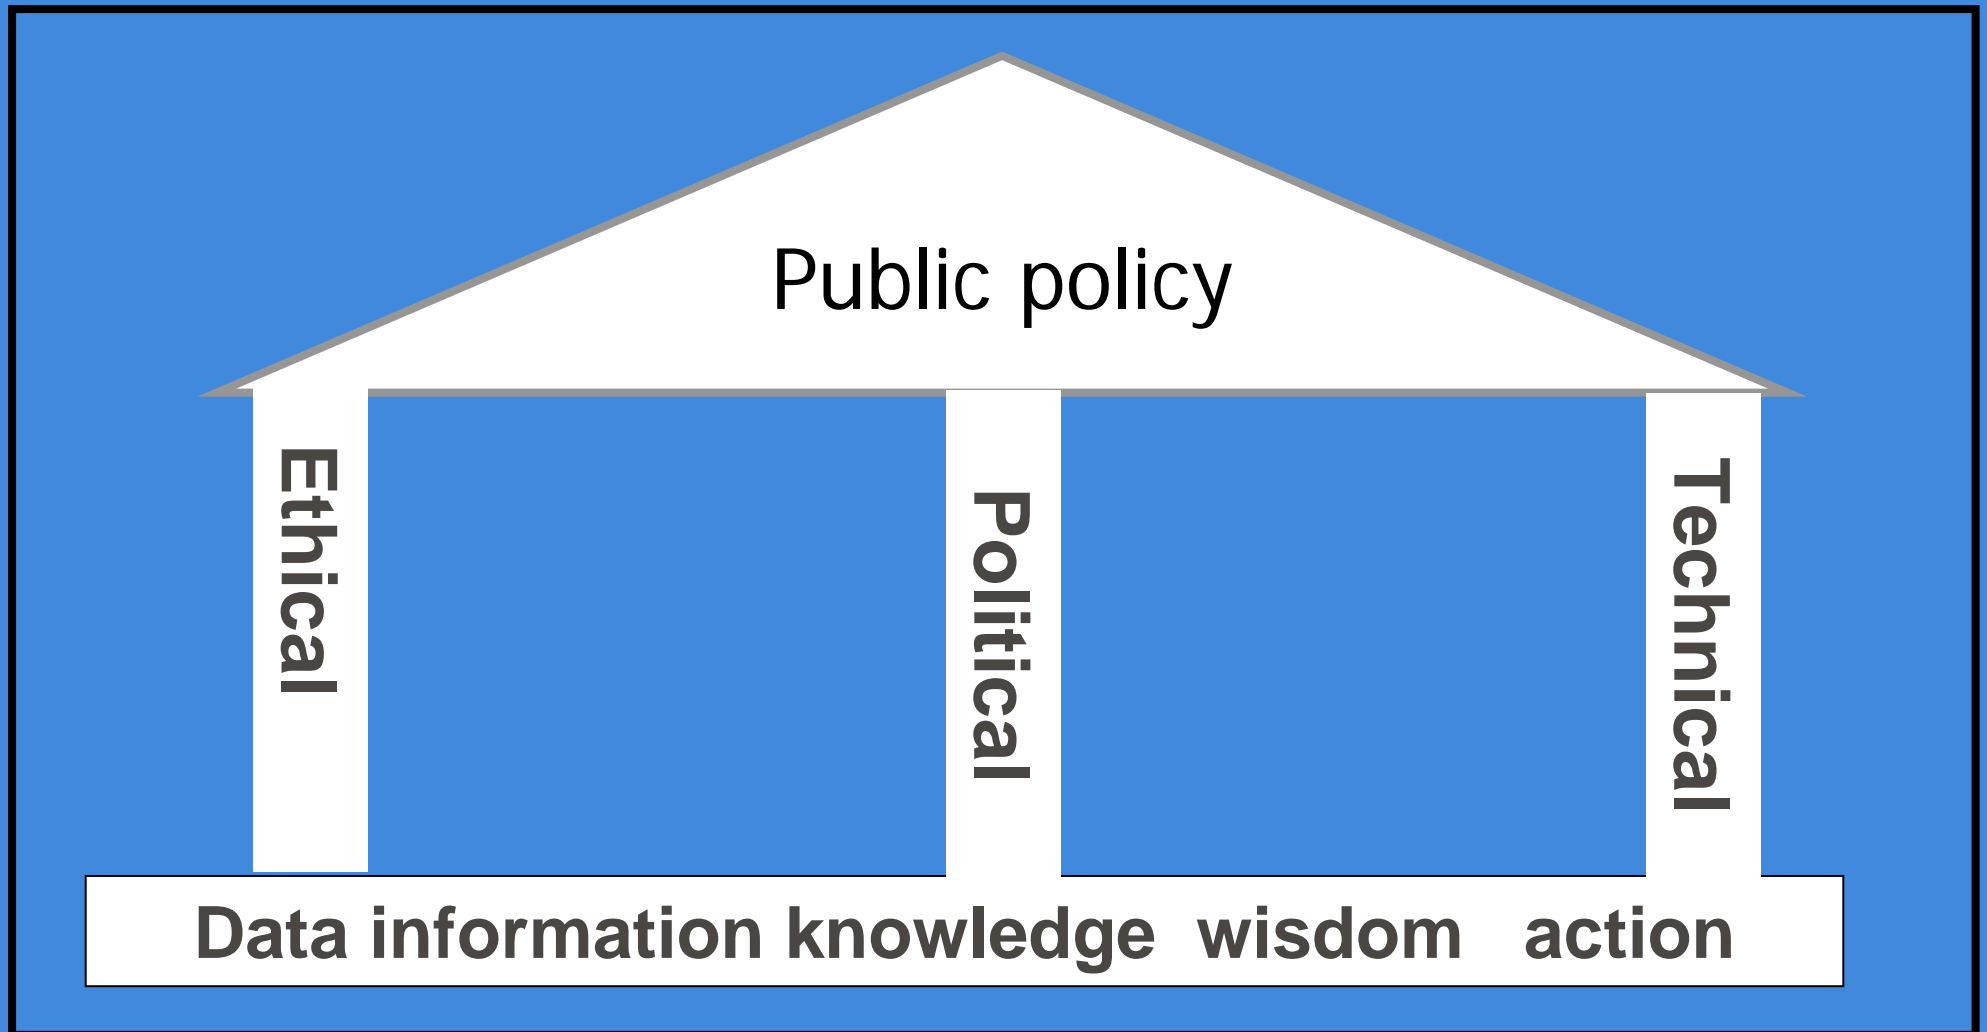 Public policy
Ethical
Political
Technical
Data information knowledge wisdom action